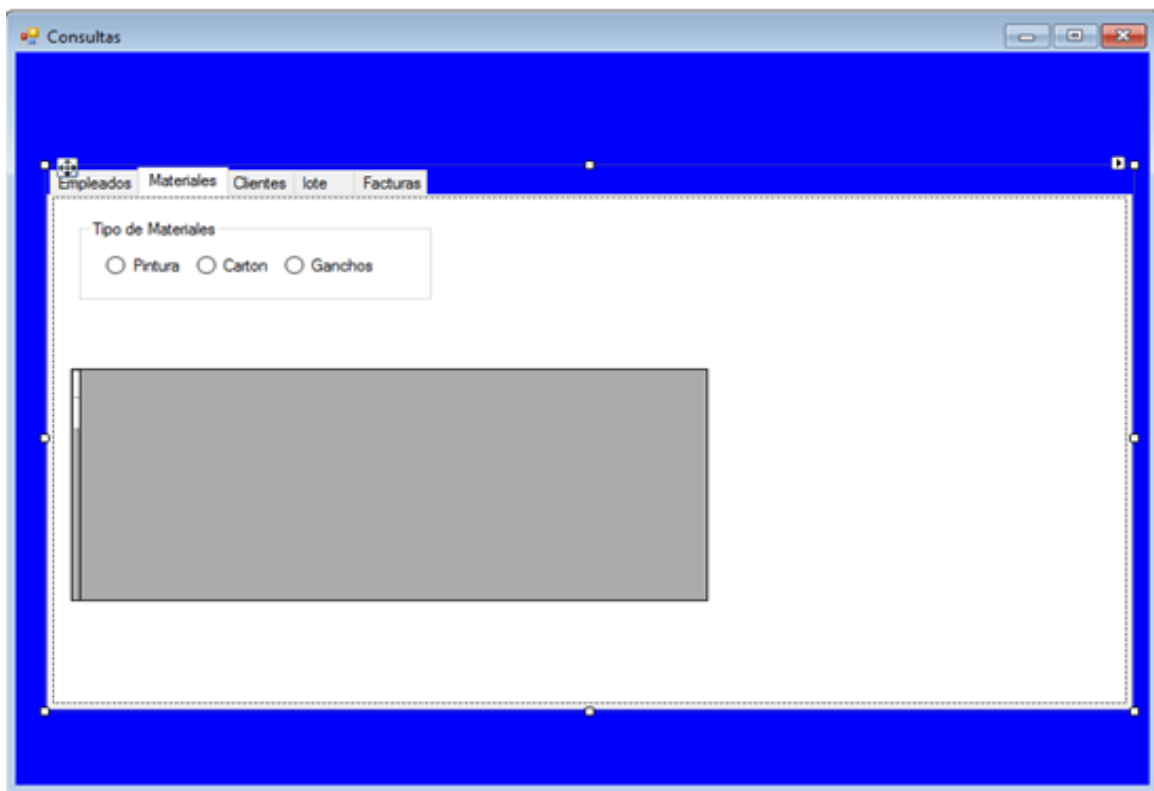 Consultas
Empleados Materiales Clientes lote Facturas
Tipo de Materiales
Pintura Carton Ganchos